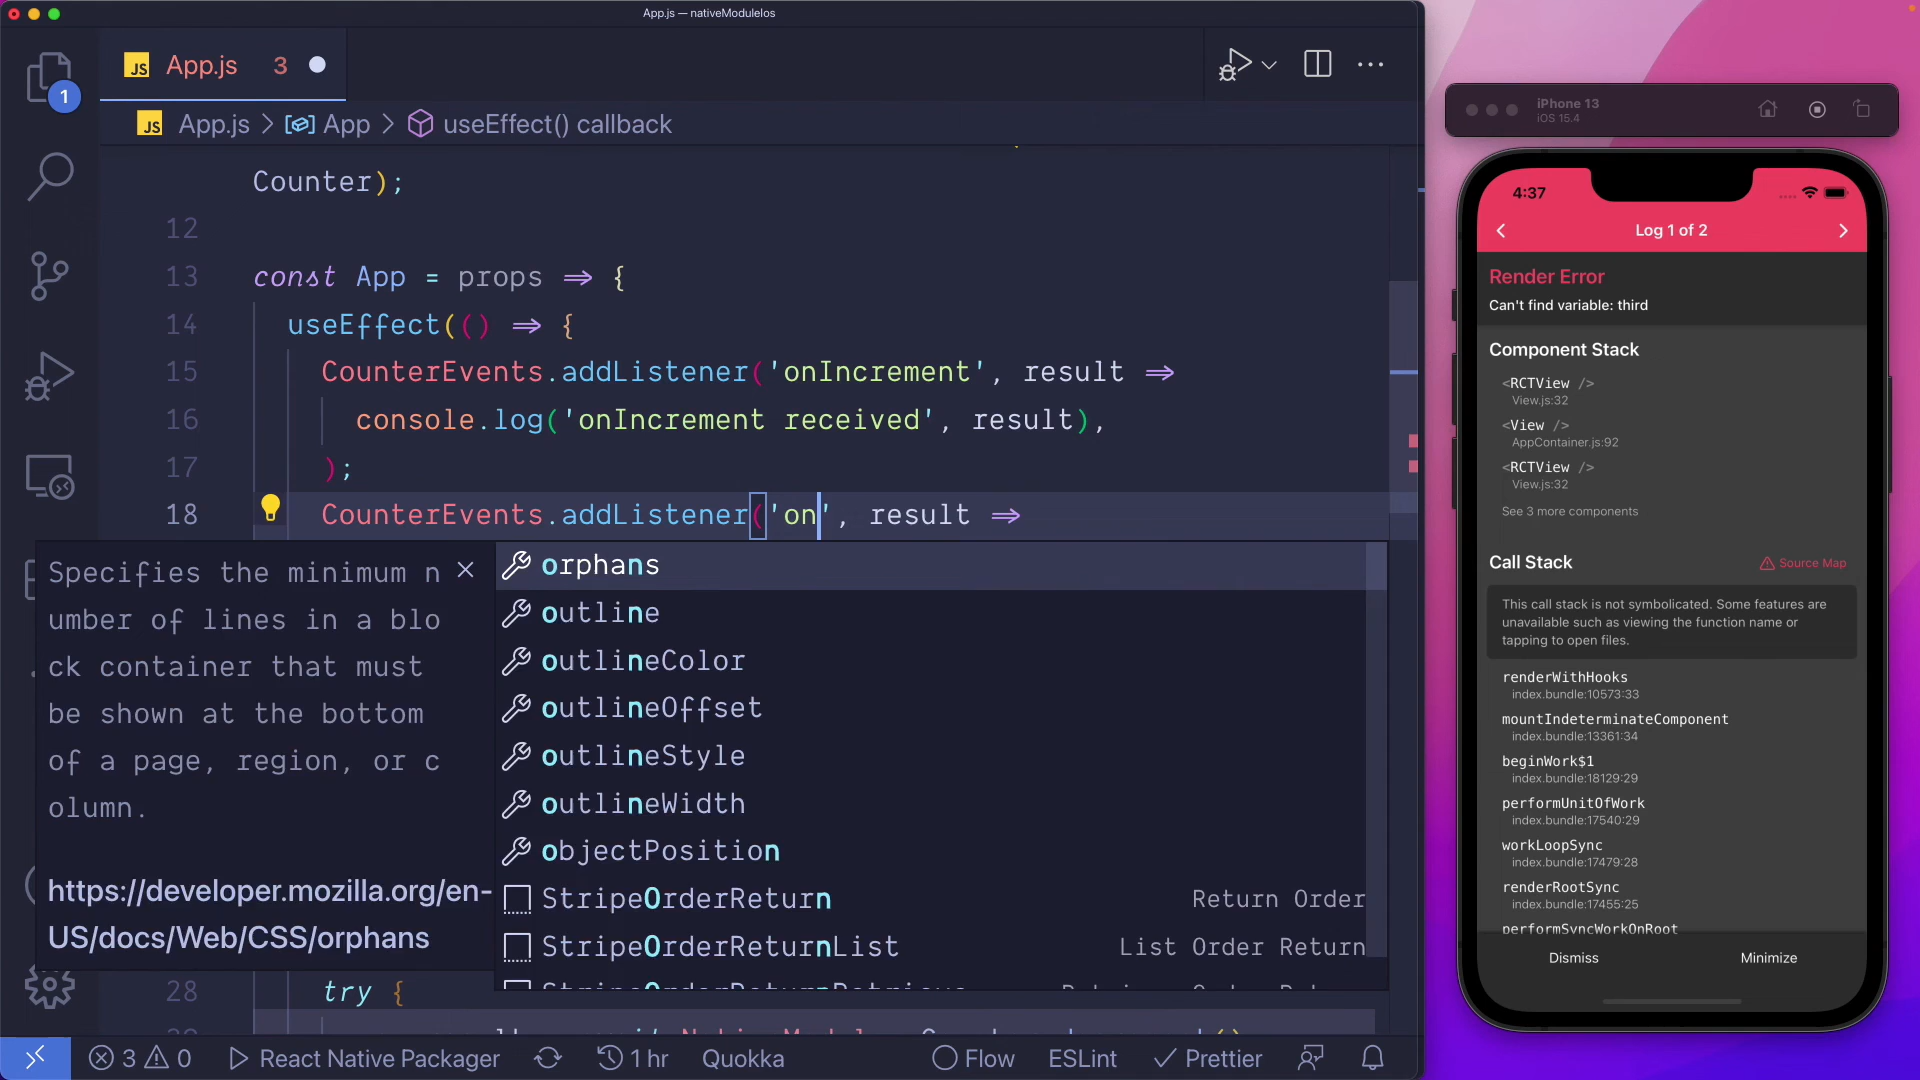 App.js — nativeModuleIos
JS App.js 3
1
JS App.js > App > useEffect() callback
Counter);
12
13 const App = props => {
14 useEffect(() => {
15 CounterEvents.addListener('onIncrement', result =>
16 console.log('onIncrement received', result),
17 );
18 CounterEvents.addListener('on', result =>
Specifies the minimum n
umber of lines in a blo
ck container that must
be shown at the bottom
of a page, region, or c
olumn.
https://developer.mozilla.org/en-
US/docs/Web/CSS/orphans
orphans
outline
outlineColor
outlineOffset
outlineStyle
outlineWidth
objectPosition
StripeOrderReturn Return Order
StripeOrderReturnList List Order Return
28 try {
3 0 React Native Packager 1 hr Quokka Flow ESLint Prettier
iPhone 13
iOS 15.4
4:37
Log 1 of 2
Render Error
Can't find variable: third
Component Stack
<RCTView />
View.js:32
<View />
AppContainer.js:92
<RCTView />
View.js:32
See 3 more components
Call Stack Source Map
This call stack is not symbolicated. Some features are
unavailable such as viewing the function name or
tapping to open files.
renderWithHooks
index.bundle:10573:33
mountIndeterminateComponent
index.bundle:13361:34
beginWork$1
index.bundle:18129:29
performUnitOfWork
index.bundle:17540:29
workLoopSync
index.bundle:17479:28
renderRootSync
index.bundle:17455:25
performSyncWorkOnRoot
Dismiss Minimize